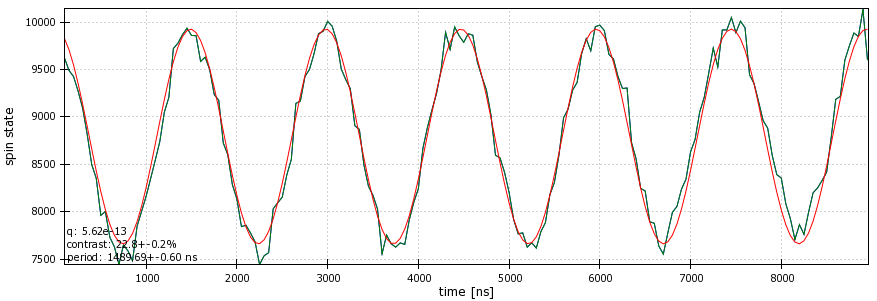 10000
9500
9000
8500
8000
7500
spin state
q: 5.62e-13
contrast: 22.8+-0.2%
period: 1489.69+-0.60 ns
1000 2000 3000 4000 5000 6000 7000 8000
time [ns]